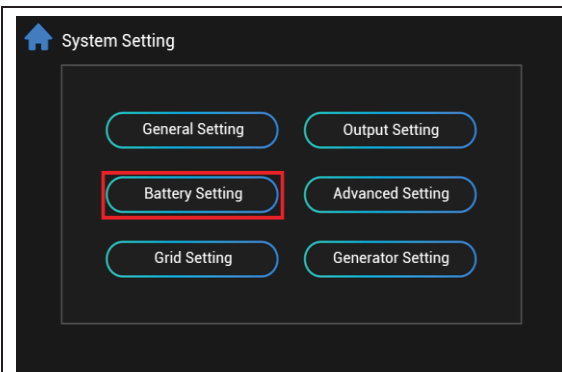 System Setting
General Setting
Output Setting
Battery Setting
Advanced Setting
Grid Setting
Generator Setting